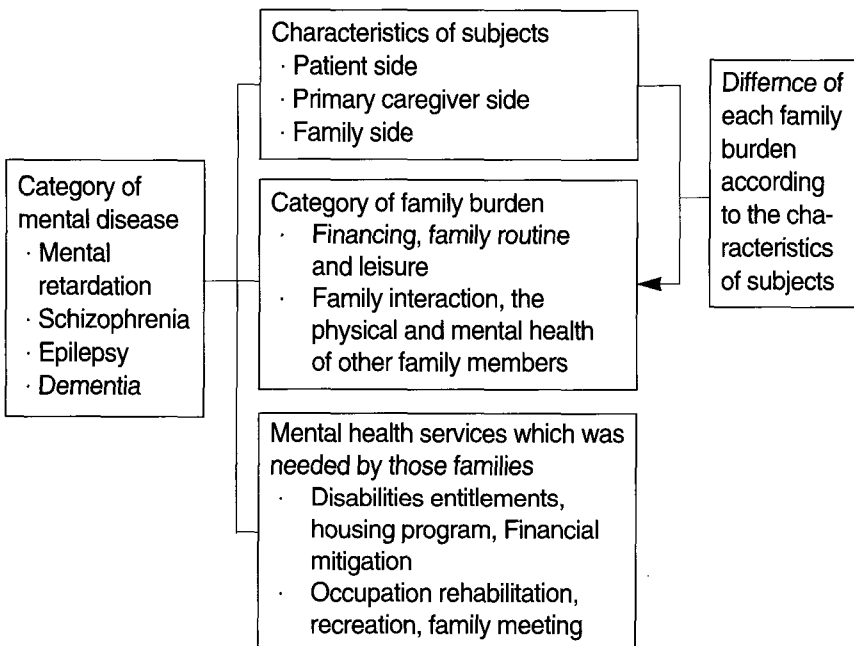 Category of
mental disease
· Mental
retardation
· Schizophrenia
· Epilepsy
· Dementia
Characteristics of subjects
· Patient side
· Primary caregiver side
· Family side
Category of family burden
· Financing, family routine
and leisure
· Family interaction, the
physical and mental health
of other family members
Mental health services which was
needed by those families
· Disabilities entitlements,
housing program, Financial
mitigation
· Occupation rehabilitation,
recreation, family meeting
Differnce of
each family
burden
according
to the cha-
racteristics
of subjects